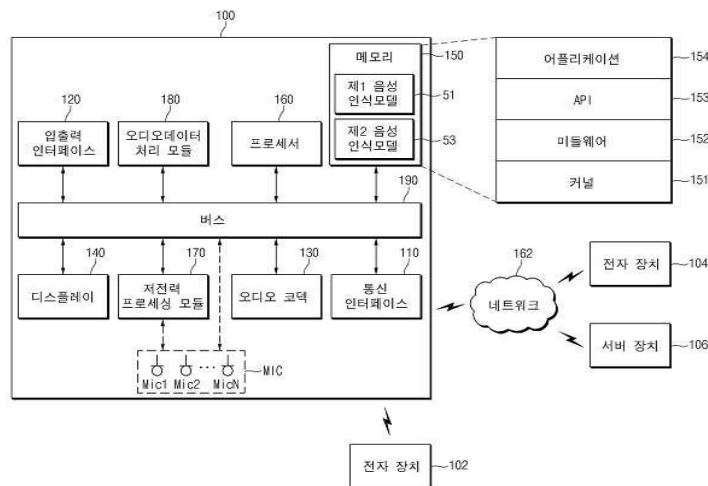 100
메모리
150
제1 음성
인식모델
51
제2 음성
인식모델
53
어플리케이션
154
API
153
미들웨어
152
커널
151
120
입출력
인터페이스
180
오디오데이터
처리 모듈
160
프로세서
190
버스
140
디스플레이
170
저전력
프로세싱 모듈
130
오디오 코덱
110
통신
인터페이스
162
네트워크
전자 장치
104
서버 장치
106
Mic1 Mic2 ··· MicN
MIC
전자 장치
102